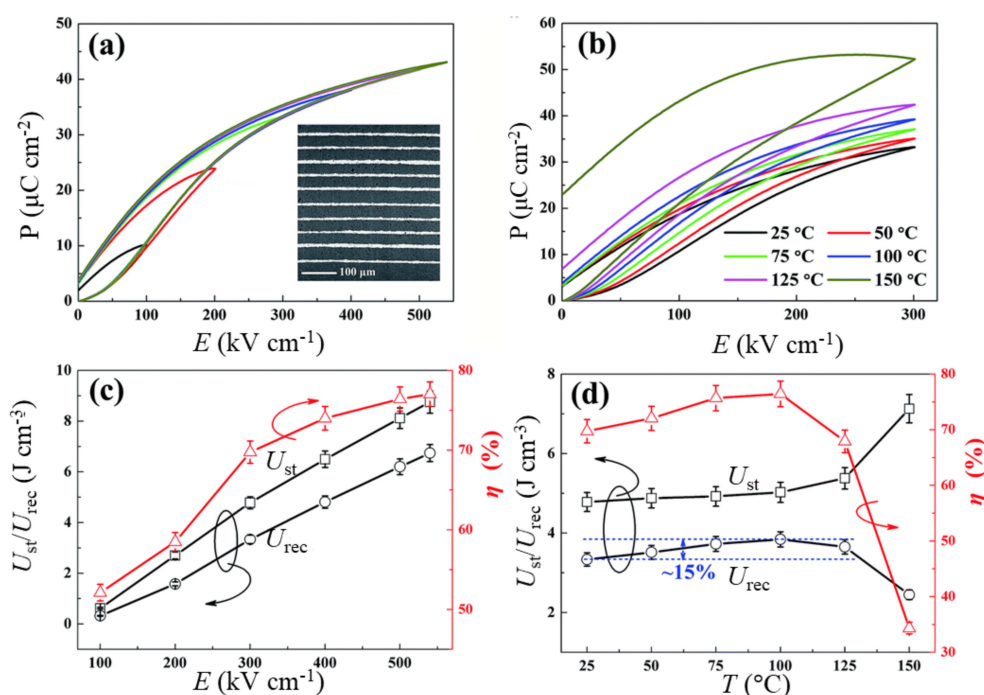 (a)
50
40
30
20
10
0
P (μC cm-2)
0 100 200 300 400 500
E (kV cm-1)
100 μm
(b)
60
50
40
30
20
10
0
P (μC cm-2)
25 °C 50 °C
75 °C 100 °C
125 °C 150 °C
0 100 200 300
E (kV cm-1)
(c)
10
8
6
4
2
0
Ust/Urec (J cm-3)
Ust
Urec
80
70
60
50
η (%)
100 200 300 400 500
E (kV cm-1)
(d)
8
6
4
2
Ust/Urec (J cm-3)
Ust
~15%
Urec
80
70
60
50
40
30
η (%)
25 50 75 100 125 150
T (°C)